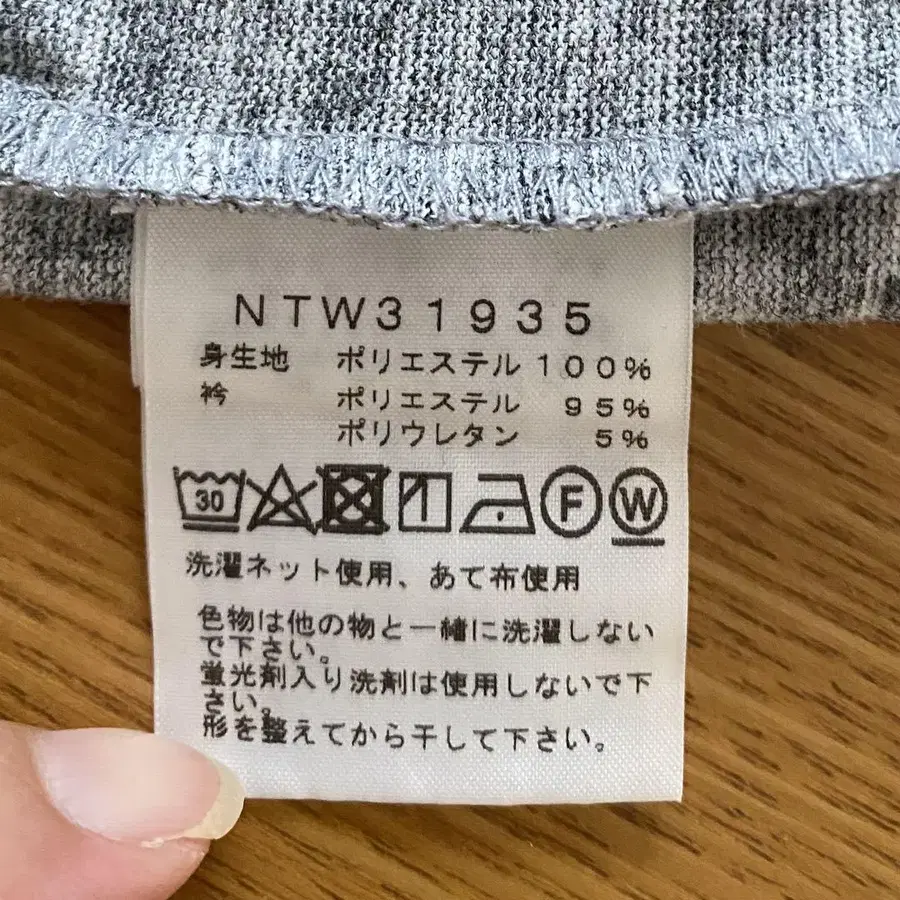 NTW31935
身生地 ポリエステル 100%
衿 ポリエステル 95%
ポリウレタン 5%
30 F W
洗濯ネット使用、あて布使用
色物は他の物と一緒に洗濯しない
で下さい。
蛍光剤入り洗剤は使用しないで下
さい。
形を整えてから干して下さい。